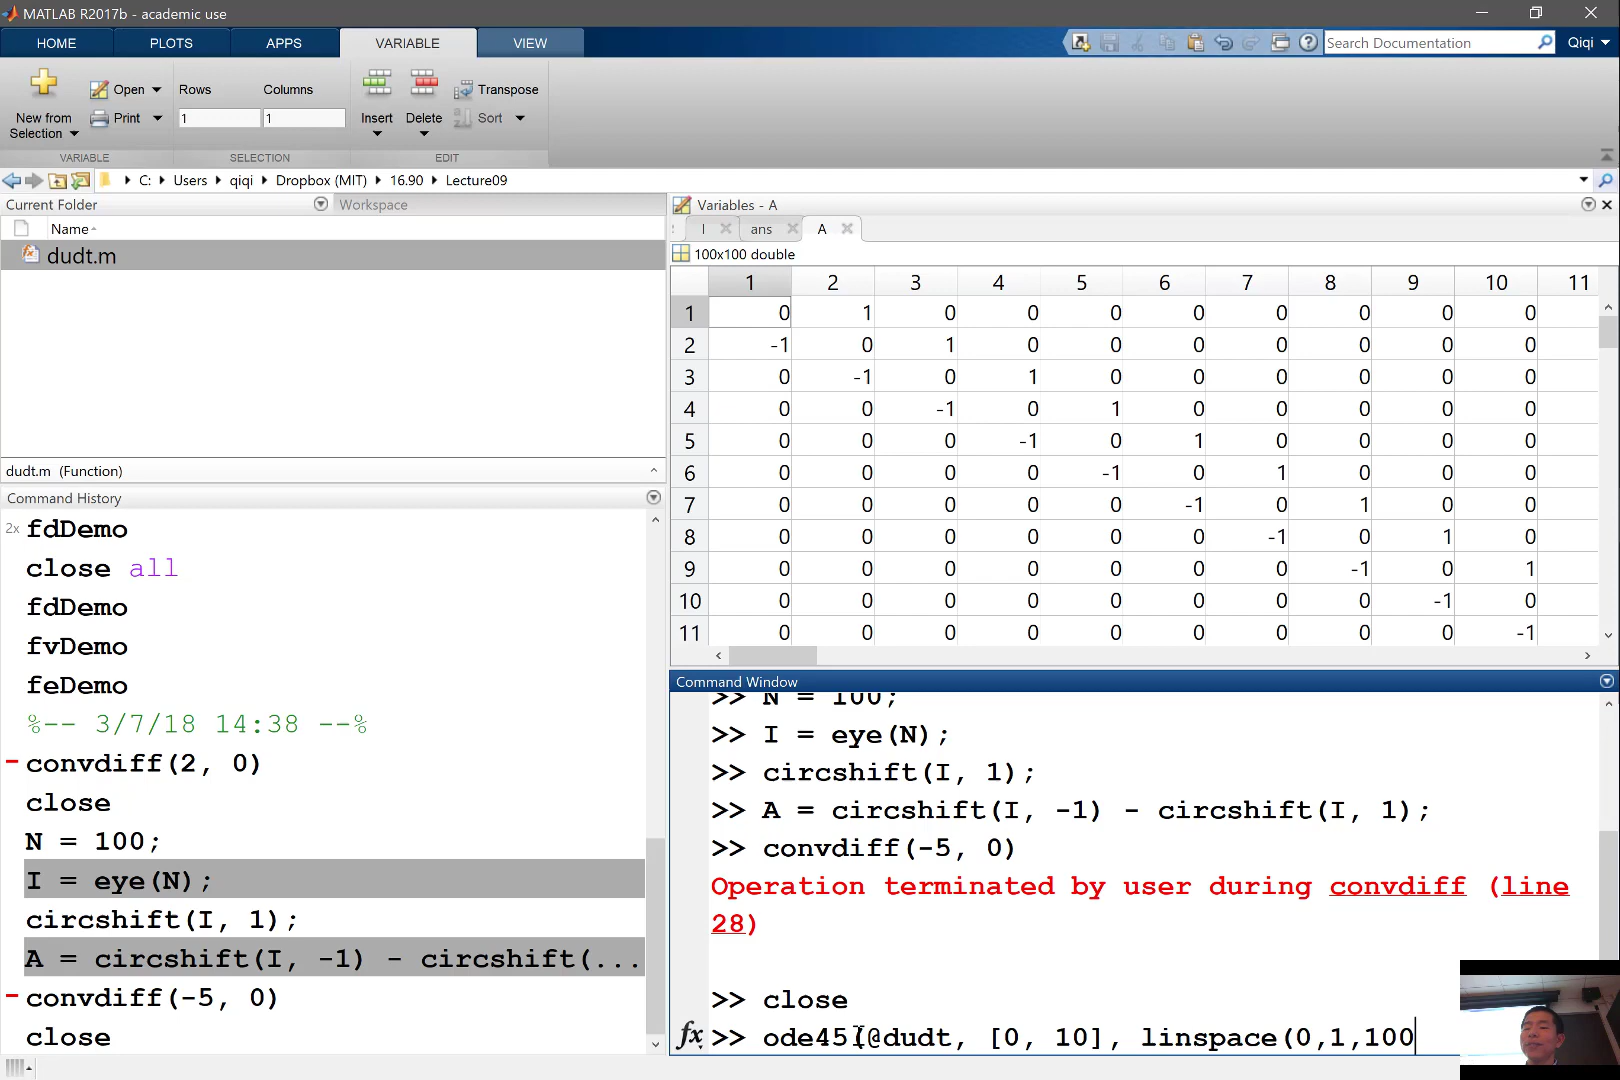 MATLAB R2017b - academic use
HOME PLOTS APPS VARIABLE VIEW Search Documentation Qiqi
New from Selection Open Print Rows Columns 1 1 Insert Delete Transpose Sort
VARIABLE SELECTION EDIT
C: Users qiqi Dropbox (MIT) 16.90 Lecture09
Current Folder Workspace
Name
dudt.m
dudt.m (Function)
Command History
2x fdDemo
close all
fdDemo
fvDemo
feDemo
%-- 3/7/18 14:38 --%
convdiff(2, 0)
close
N = 100;
I = eye(N);
circshift(I, 1);
A = circshift(I, -1) - circshift(...
convdiff(-5, 0)
close
Variables - A
I ans A
100x100 double
1 2 3 4 5 6 7 8 9 10 11
1 0 1 0 0 0 0 0 0 0 0
2 -1 0 1 0 0 0 0 0 0 0
3 0 -1 0 1 0 0 0 0 0 0
4 0 0 -1 0 1 0 0 0 0 0
5 0 0 0 -1 0 1 0 0 0 0
6 0 0 0 0 -1 0 1 0 0 0
7 0 0 0 0 0 -1 0 1 0 0
8 0 0 0 0 0 0 -1 0 1 0
9 0 0 0 0 0 0 0 -1 0 1
10 0 0 0 0 0 0 0 0 -1 0
11 0 0 0 0 0 0 0 0 0 -1
Command Window
>> N = 100;
>> I = eye(N);
>> circshift(I, 1);
>> A = circshift(I, -1) - circshift(I, 1);
>> convdiff(-5, 0)
Operation terminated by user during convdiff (line
28)
>> close
fx >> ode45(@dudt, [0, 10], linspace(0,1,100